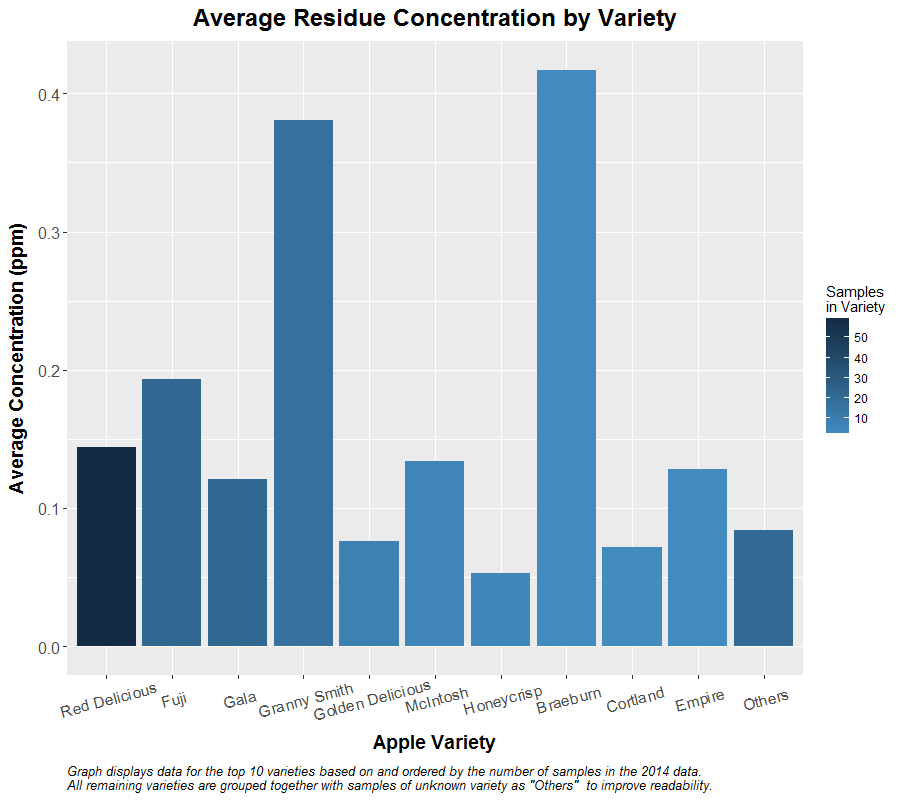 Average Residue Concentration by Variety
Average Concentration (ppm)
0.4
0.3
0.2
0.1
0.0
Red Delicious
Fuji
Gala
Granny Smith
Golden Delicious
McIntosh
Honeycrisp
Braeburn
Cortland
Empire
Others
Apple Variety
Samples
in Variety
50
40
30
20
10
Graph displays data for the top 10 varieties based on and ordered by the number of samples in the 2014 data.
All remaining varieties are grouped together with samples of unknown variety as "Others"  to improve readability.